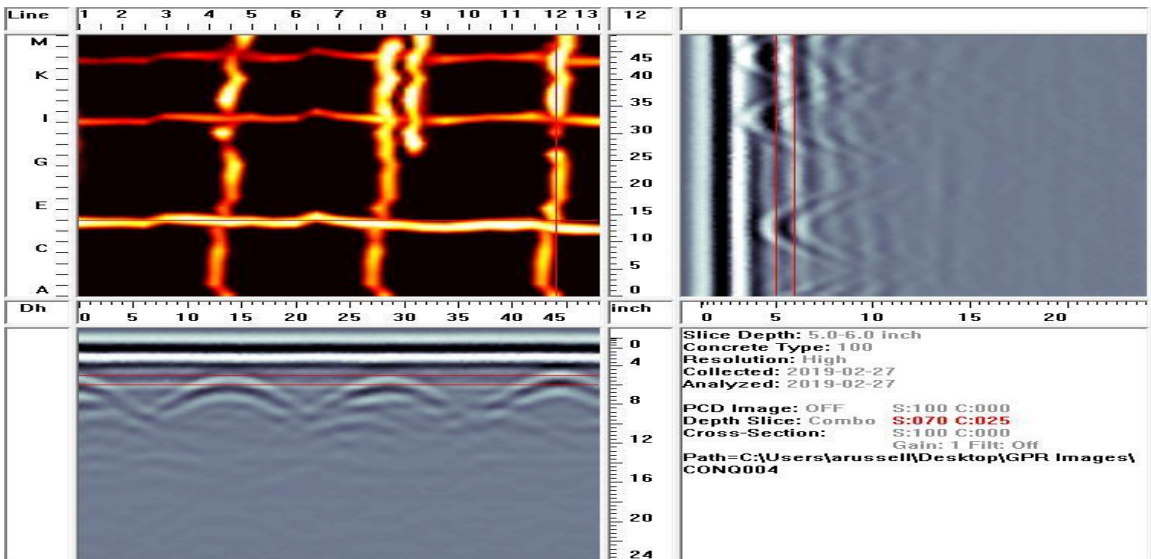 Line 1 2 3 4 5 6 7 8 9 10 11 12 13 12
M
K
I
G
E
C
A
45
40
35
30
25
20
15
10
5
0
Dh 0 5 10 15 20 25 30 35 40 45 inch 0 5 10 15 20
0
4
8
12
16
20
24
Slice Depth: 5.0-6.0 inch
Concrete Type: 100
Resolution: High
Collected: 2019-02-27
Analyzed: 2019-02-27
PCD Image: OFF S:100 C:000
Depth Slice: Combo S:070 C:025
Cross-Section: S:100 C:000
Gain: 1 Filt: Off
Path=C:\Users\arussell\Desktop\GPR Images\
CONQ004